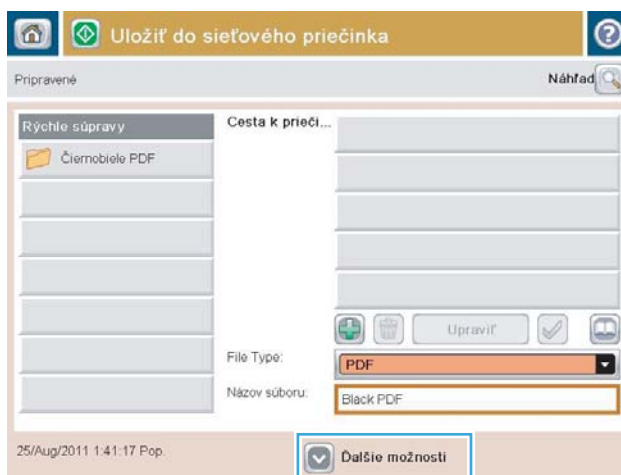 Uložiť do sieťového priečinka
Pripravené
Náhľad
Rýchle súpravy
Cesta k prieči...
Čiernobiele PDF
Upraviť
File Type:
PDF
Názov súboru:
Black PDF
25/Aug/2011 1:41:17 Pop.
Ďalšie možnosti